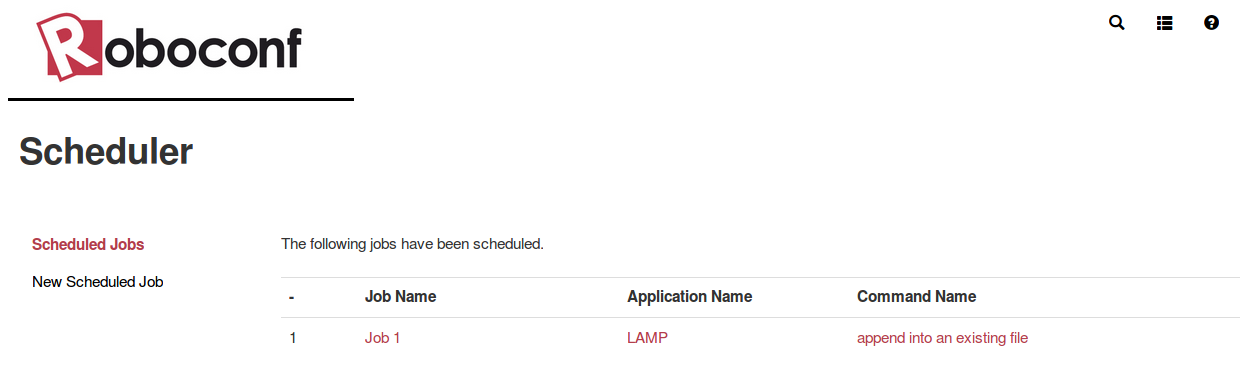 Roboconf
Scheduler
Scheduled Jobs
New Scheduled Job
The following jobs have been scheduled.
- Job Name Application Name Command Name
1 Job 1 LAMP append into an existing file